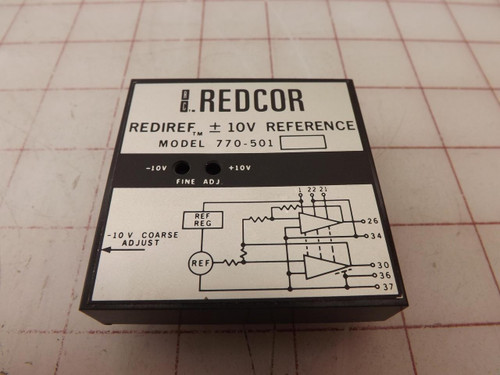 RC.. REDCOR
REDIREF TM ± 10V REFERENCE
MODEL 770-501
-10V +10V
FINE ADJ
1 22 21
REF REG
26
34
-10 V COARSE ADJUST
REF
30
36
37